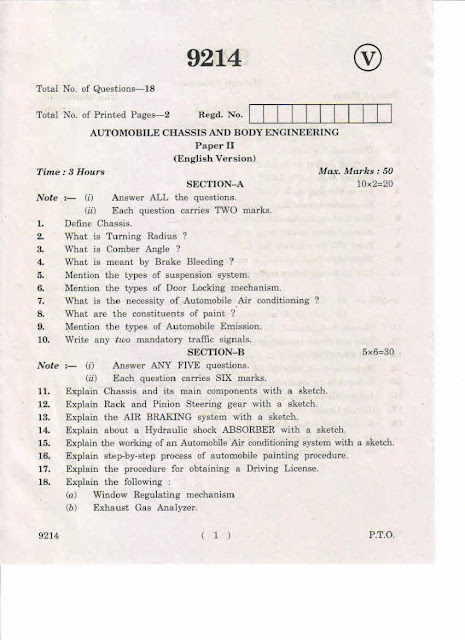 9214
V
Total No. of Questions—18
Total No. of Printed Pages—2 Regd. No.
AUTOMOBILE CHASSIS AND BODY ENGINEERING
Paper II
(English Version)
Time : 3 Hours Max. Marks : 50
SECTION–A 10×2=20
Note :— (i) Answer ALL the questions.
(ii) Each question carries TWO marks.
1. Define Chassis.
2. What is Turning Radius ?
3. What is Comber Angle ?
4. What is meant by Brake Bleeding ?
5. Mention the types of suspension system.
6. Mention the types of Door Locking mechanism.
7. What is the necessity of Automobile Air conditioning ?
8. What are the constituents of paint ?
9. Mention the types of Automobile Emission.
10. Write any two mandatory traffic signals.
SECTION–B 5×6=30
Note :— (i) Answer ANY FIVE questions.
(ii) Each question carries SIX marks.
11. Explain Chassis and its main components with a sketch.
12. Explain Rack and Pinion Steering gear with a sketch.
13. Explain the AIR BRAKING system with a sketch.
14. Explain about a Hydraulic shock ABSORBER with a sketch.
15. Explain the working of an Automobile Air conditioning system with a sketch.
16. Explain step-by-step process of automobile painting procedure.
17. Explain the procedure for obtaining a Driving License.
18. Explain the following :
(a) Window Regulating mechanism
(b) Exhaust Gas Analyzer.
9214 ( 1 ) P.T.O.